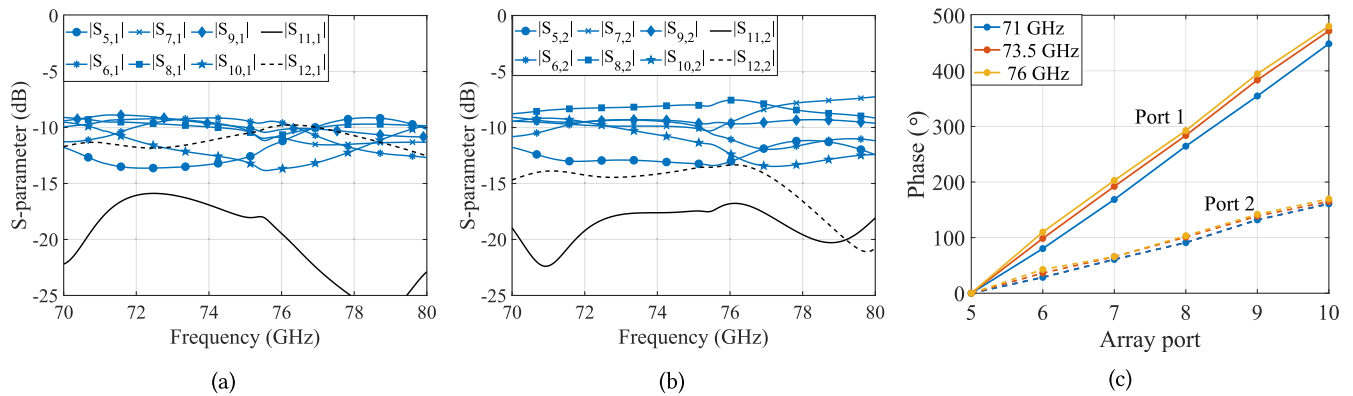 0
-5
-10
-15
-20
-25
S-parameter (dB)
|S5,1| |S7,1| |S9,1| |S11,1|
|S6,1| |S8,1| |S10,1| |S12,1|
70 72 74 76 78 80
Frequency (GHz)
(a)
0
-5
-10
-15
-20
-25
S-parameter (dB)
|S5,2| |S7,2| |S9,2| |S11,2|
|S6,2| |S8,2| |S10,2| |S12,2|
70 72 74 76 78 80
Frequency (GHz)
(b)
500
400
300
200
100
0
Phase (°)
71 GHz
73.5 GHz
76 GHz
Port 1
Port 2
5 6 7 8 9 10
Array port
(c)